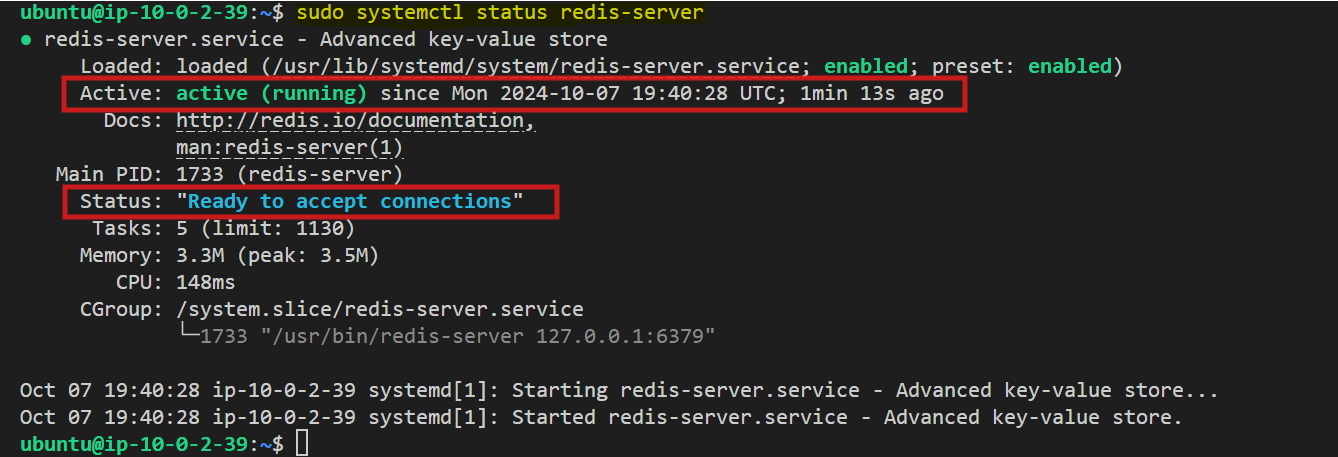 ubuntu@ip-10-0-2-39:~$ sudo systemctl status redis-server
● redis-server.service - Advanced key-value store
Loaded: loaded (/usr/lib/systemd/system/redis-server.service; enabled; preset: enabled)
Active: active (running) since Mon 2024-10-07 19:40:28 UTC; 1min 13s ago
Docs: http://redis.io/documentation,
man:redis-server(1)
Main PID: 1733 (redis-server)
Status: "Ready to accept connections"
Tasks: 5 (limit: 1130)
Memory: 3.3M (peak: 3.5M)
CPU: 148ms
CGroup: /system.slice/redis-server.service
└─1733 "/usr/bin/redis-server 127.0.0.1:6379"
Oct 07 19:40:28 ip-10-0-2-39 systemd[1]: Starting redis-server.service - Advanced key-value store...
Oct 07 19:40:28 ip-10-0-2-39 systemd[1]: Started redis-server.service - Advanced key-value store.
ubuntu@ip-10-0-2-39:~$